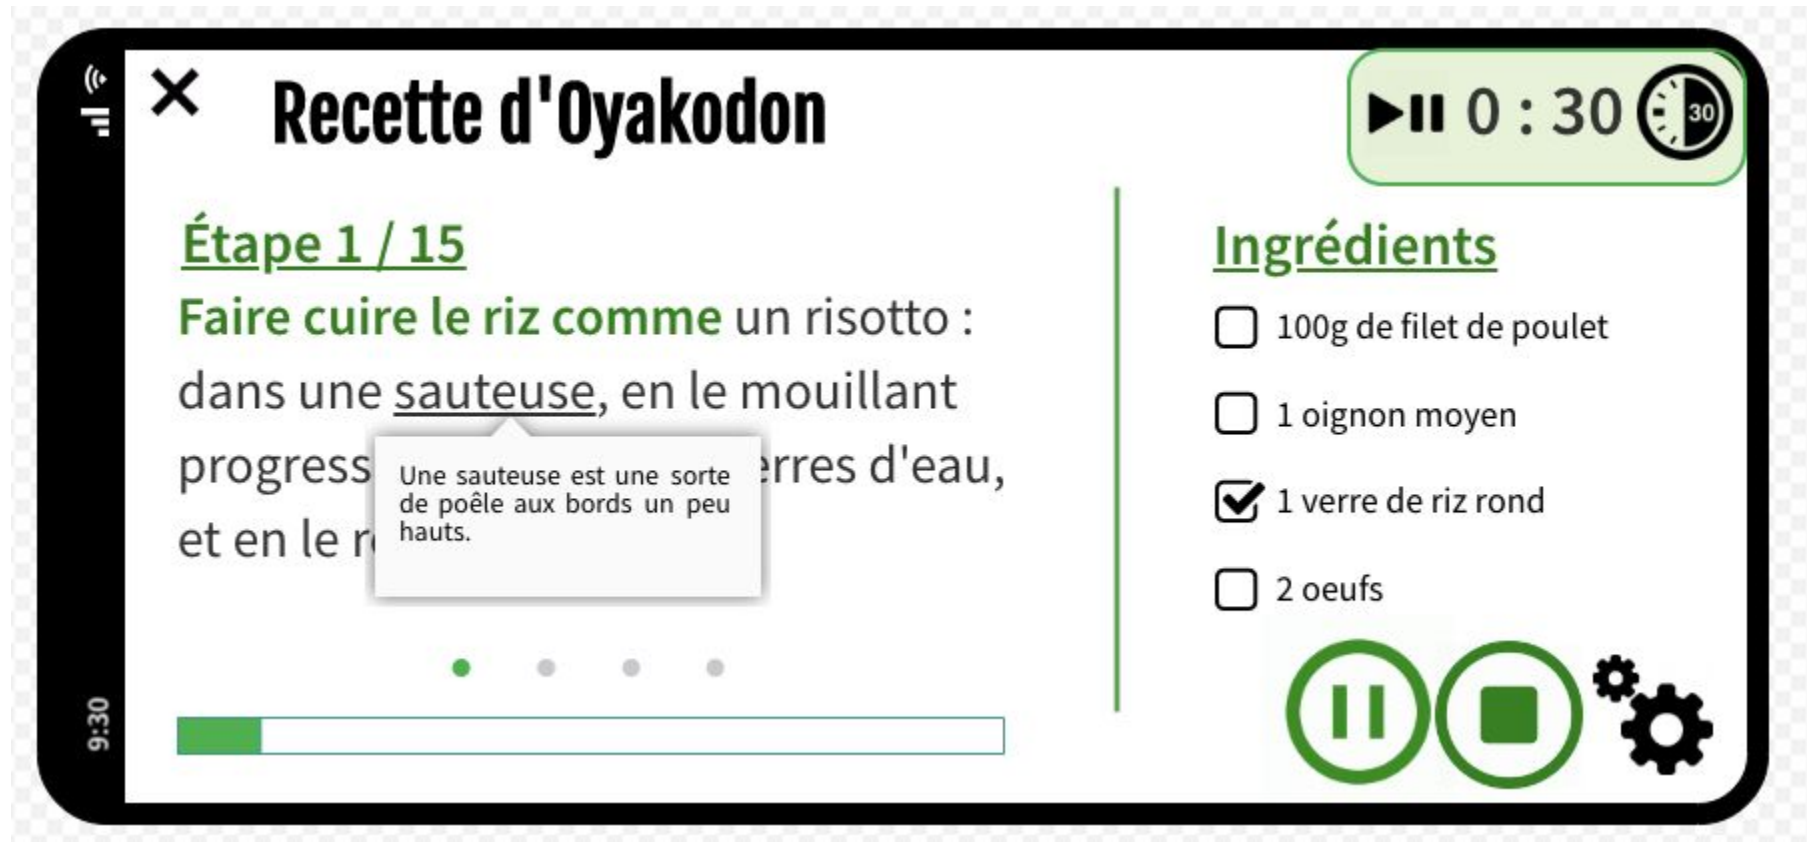 Recette d'Oyakodon
0 : 30
30
Étape 1 / 15
Faire cuire le riz comme un risotto :
dans une sauteuse, en le mouillant
progress
erres d'eau,
et en le r
Une sauteuse est une sorte
de poêle aux bords un peu
hauts.
Ingrédients
100g de filet de poulet
1 oignon moyen
1 verre de riz rond
2 oeufs
9:30